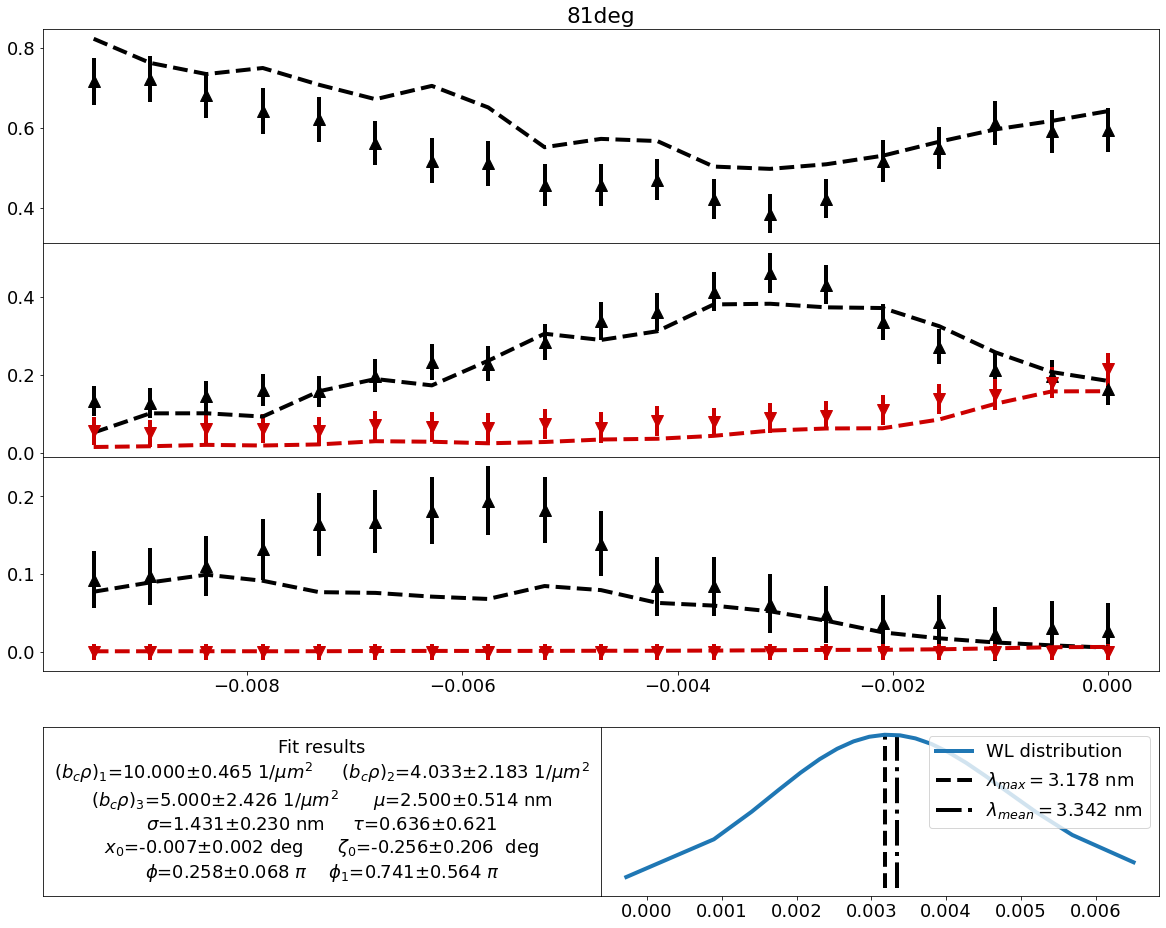 81deg
0.8
0.6
0.4
0.4
0.2
0.0
0.2
0.1
0.0
−0.008 −0.006 −0.004 −0.002 0.000
Fit results
(b_cρ)_1=10.000±0.465 1/μm^2 (b_cρ)_2=4.033±2.183 1/μm^2
(b_cρ)_3=5.000±2.426 1/μm^2 μ=2.500±0.514 nm
σ=1.431±0.230 nm τ=0.636±0.621
x_0=-0.007±0.002 deg ζ_0=-0.256±0.206 deg
ϕ=0.258±0.068 π ϕ_1=0.741±0.564 π
WL distribution
λ_max = 3.178 nm
λ_mean = 3.342 nm
0.000 0.001 0.002 0.003 0.004 0.005 0.006